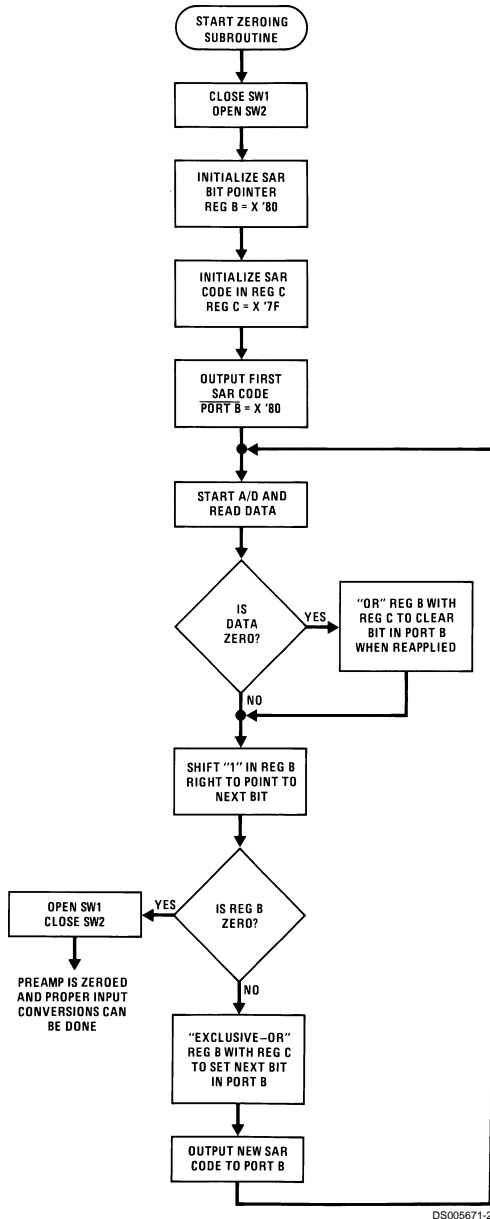 START ZEROING
SUBROUTINE
CLOSE SW1
OPEN SW2
INITIALIZE SAR
BIT POINTER
REG B = X '80
INITIALIZE SAR
CODE IN REG C
REG C = X '7F
OUTPUT FIRST
SAR CODE
PORT B = X '80
START A/D AND
READ DATA
IS
DATA
ZERO?
YES
"OR" REG B WITH
REG C TO CLEAR
BIT IN PORT B
WHEN REAPPLIED
NO
SHIFT "1" IN REG B
RIGHT TO POINT TO
NEXT BIT
IS REG B
ZERO?
YES
OPEN SW1
CLOSE SW2
PREAMP IS ZEROED
AND PROPER INPUT
CONVERSIONS CAN
BE DONE
NO
"EXCLUSIVE–OR"
REG B WITH REG C
TO SET NEXT BIT
IN PORT B
OUTPUT NEW SAR
CODE TO PORT B